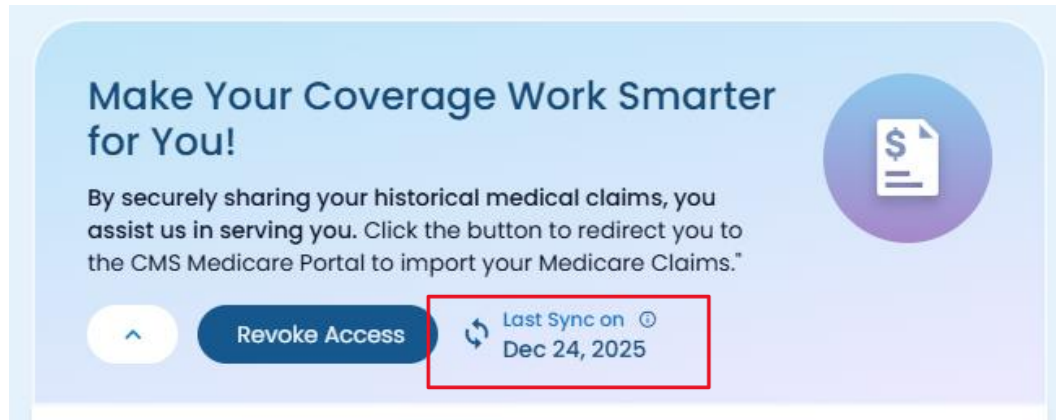 Make Your Coverage Work Smarter
for You!
$
By securely sharing your historical medical claims, you
assist us in serving you. Click the button to redirect you to
the CMS Medicare Portal to import your Medicare Claims."
Revoke Access
Last Sync on
Dec 24, 2025